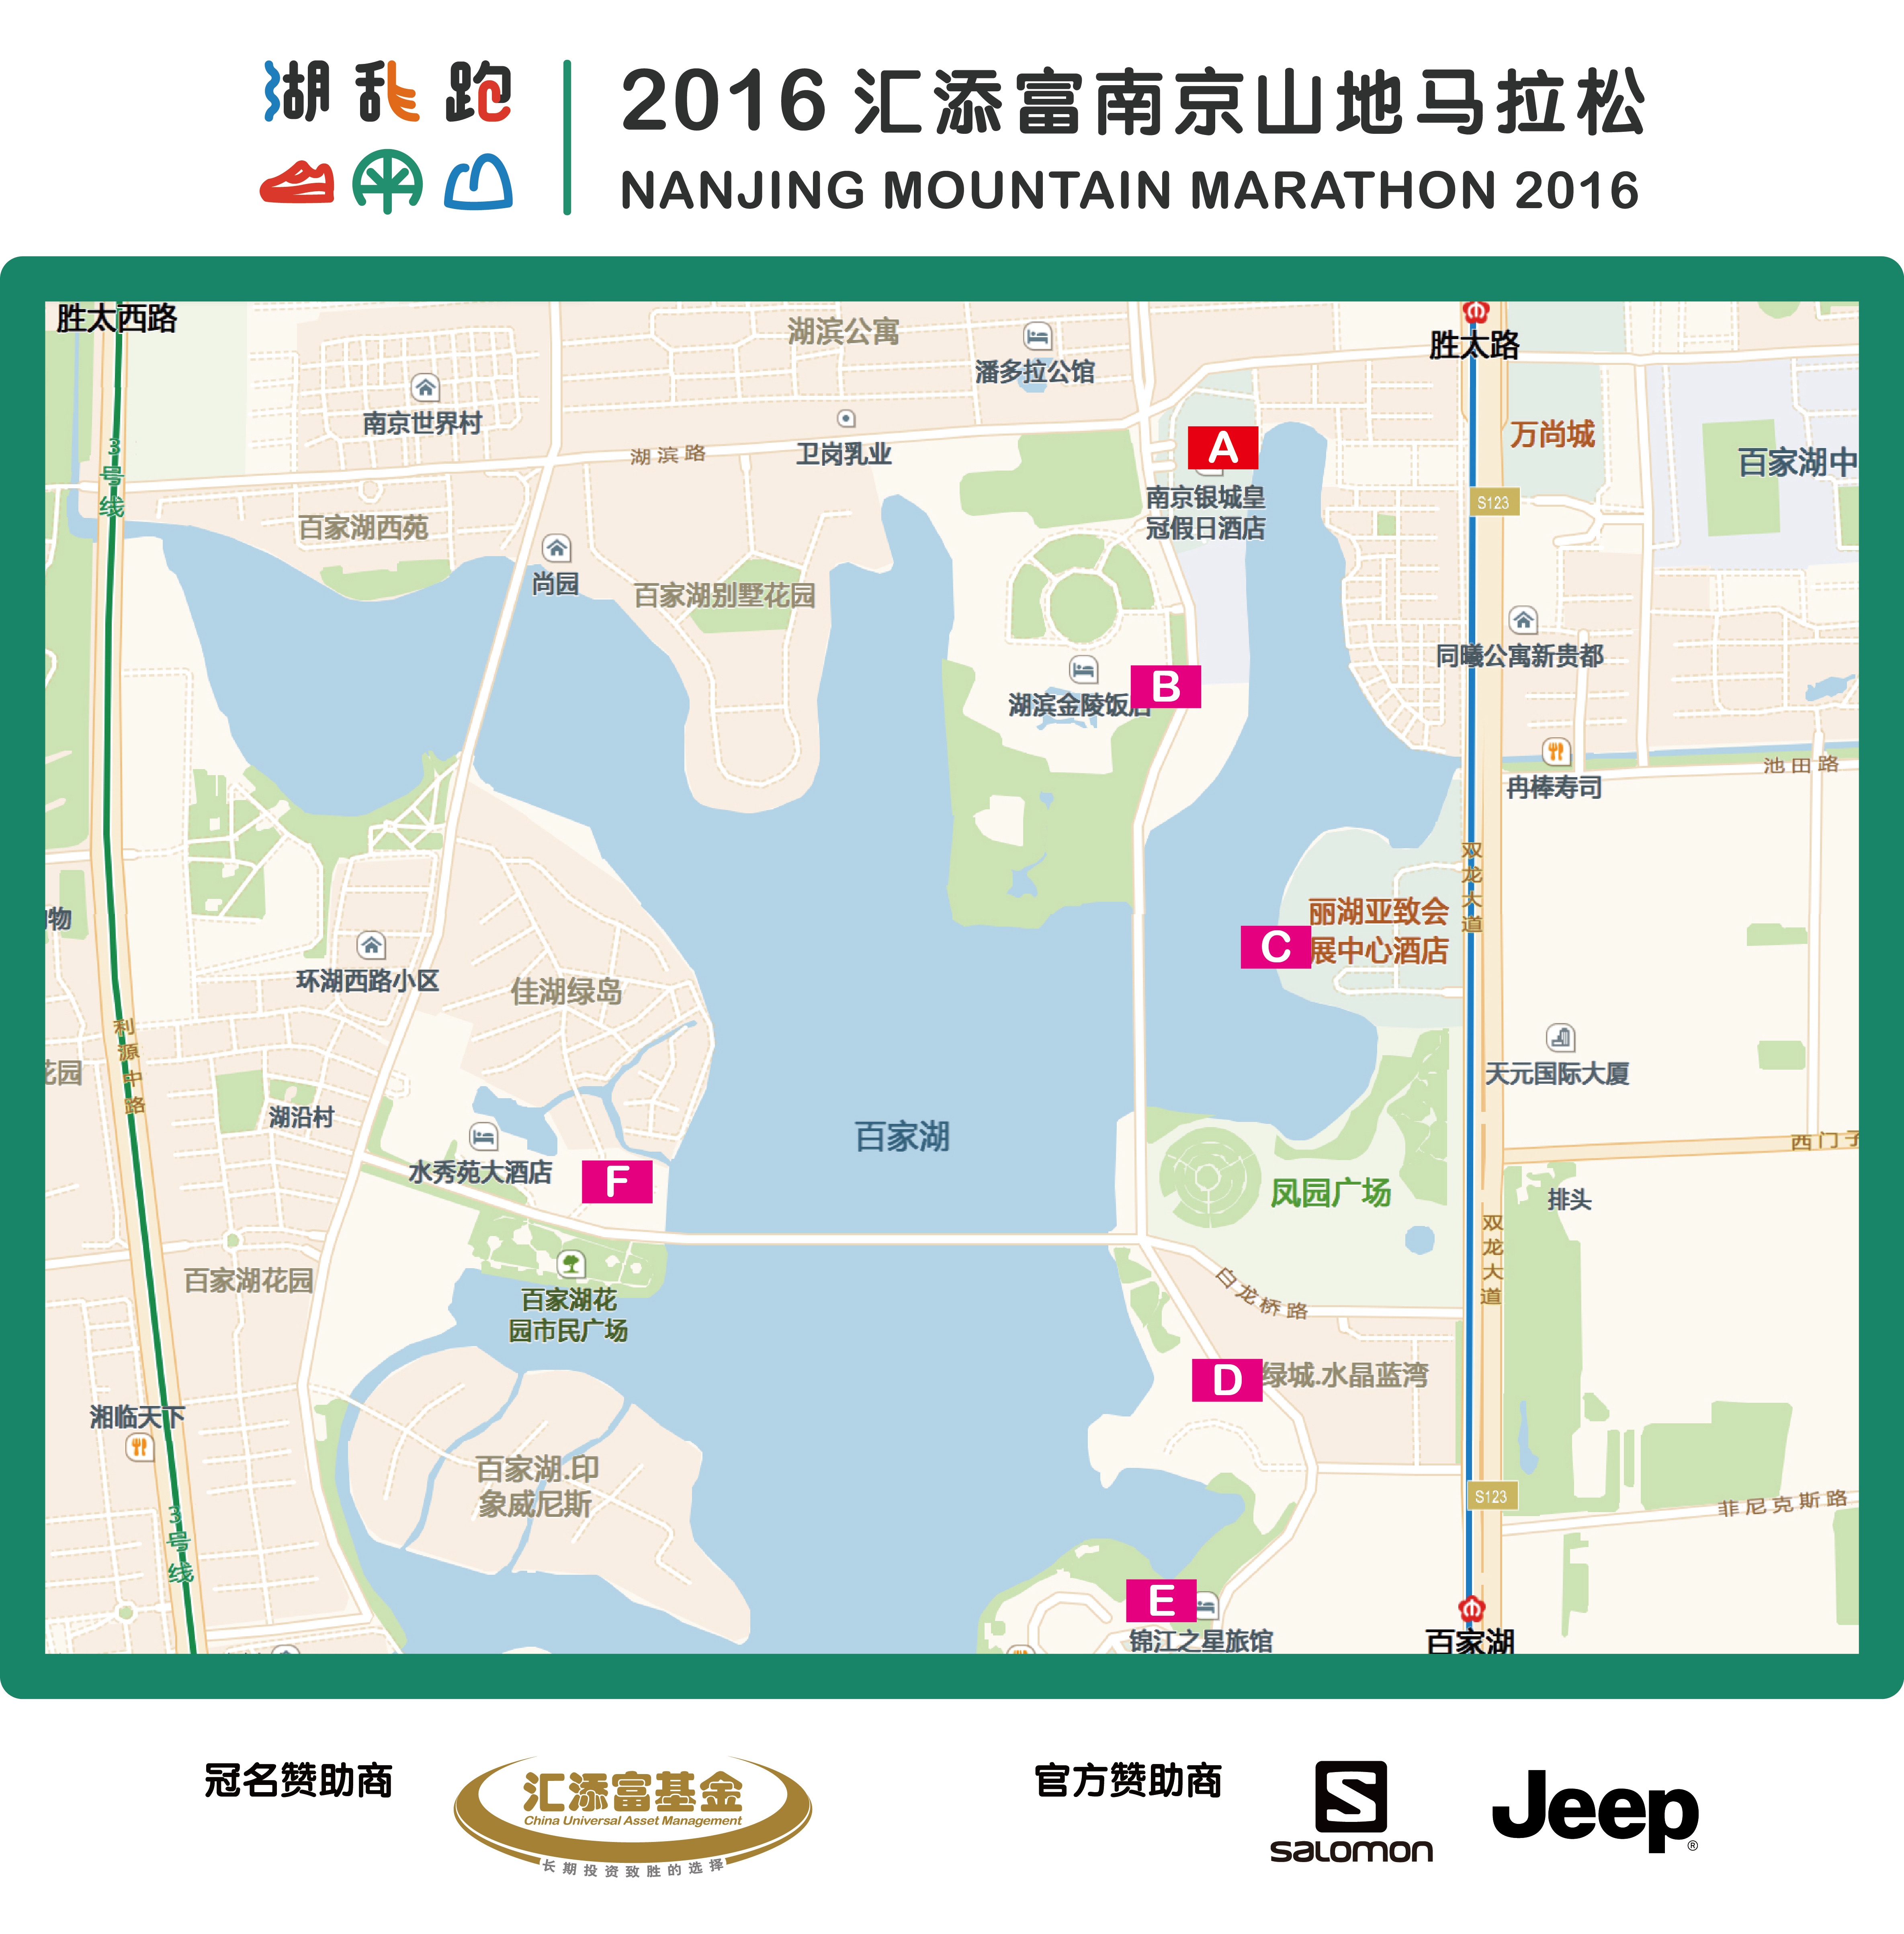 湖乱跑
2016 汇添富南京山地马拉松
NANJING MOUNTAIN MARATHON 2016
胜太西路
湖滨公寓
潘多拉公馆
胜太路
南京世界村
卫岗乳业
湖滨路
万尚城
百家湖中
A
3号线
S123
南京银城皇
冠假日酒店
百家湖西苑
尚园
百家湖别墅花园
同曦公寓新贵都
湖滨金陵饭店
B
池田路
冉棒寿司
双龙大道
丽湖亚致会
展中心酒店
C
物
环湖西路小区
佳湖绿岛
利源中路
花园
天元国际大厦
湖沿村
百家湖
西门子
水秀苑大酒店
F
凤园广场
排头
双龙大道
百家湖花园
白龙桥路
百家湖花
园市民广场
D
绿城.水晶蓝湾
湘临天下
百家湖.印
象威尼斯
S123
菲尼克斯路
3号线
E
锦江之星旅馆
百家湖
冠名赞助商
汇添富基金
China Universal Asset Management
长期投资致胜的选择
官方赞助商
S
salomon
Jeep
®